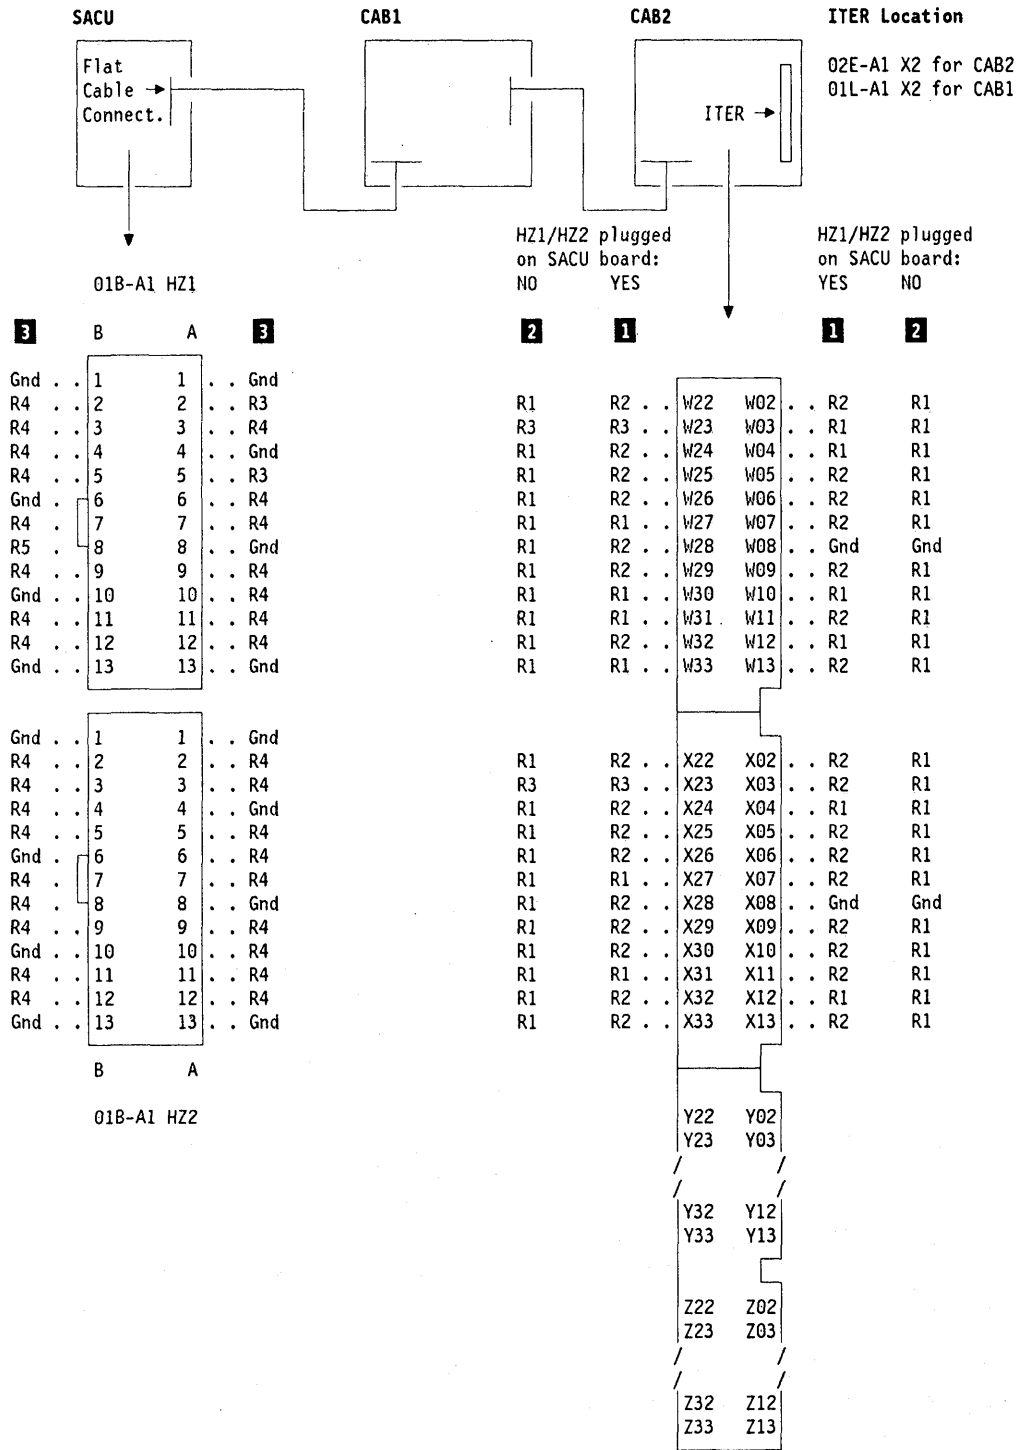 SACU CAB1 CAB2 ITER Location
Flat 02E-A1 X2 for CAB2
Cable → 01L-A1 X2 for CAB1
Connect. ITER →
HZ1/HZ2 plugged HZ1/HZ2 plugged
on SACU board: on SACU board:
01B-A1 HZ1 NO YES YES NO
3 B A 3 2 1 1 2
Gnd . . 1 1 . . Gnd
R4 . . 2 2 . . R3 R1 R2 . . W22 W02 . . R2 R1
R4 . . 3 3 . . R4 R3 R3 . . W23 W03 . . R1 R1
R4 . . 4 4 . . Gnd R1 R2 . . W24 W04 . . R1 R1
R4 . . 5 5 . . R3 R1 R2 . . W25 W05 . . R2 R1
Gnd . 6 6 . . R4 R1 R2 . . W26 W06 . . R2 R1
R4 . 7 7 . . R4 R1 R1 . . W27 W07 . . R2 R1
R5 . 8 8 . . Gnd R1 R2 . . W28 W08 . . Gnd Gnd
R4 . . 9 9 . . R4 R1 R2 . . W29 W09 . . R2 R1
Gnd . . 10 10 . . R4 R1 R1 . . W30 W10 . . R1 R1
R4 . . 11 11 . . R4 R1 R1 . . W31 W11 . . R2 R1
R4 . . 12 12 . . R4 R1 R2 . . W32 W12 . . R1 R1
Gnd . . 13 13 . . Gnd R1 R1 . . W33 W13 . . R2 R1
Gnd . . 1 1 . . Gnd
R4 . . 2 2 . . R4 R1 R2 . . X22 X02 . . R2 R1
R4 . . 3 3 . . R4 R3 R3 . . X23 X03 . . R2 R1
R4 . . 4 4 . . Gnd R1 R2 . . X24 X04 . . R1 R1
R4 . . 5 5 . . R4 R1 R2 . . X25 X05 . . R2 R1
Gnd . 6 6 . . R4 R1 R2 . . X26 X06 . . R2 R1
R4 . 7 7 . . R4 R1 R1 . . X27 X07 . . R2 R1
R4 . 8 8 . . Gnd R1 R2 . . X28 X08 . . Gnd Gnd
R4 . . 9 9 . . R4 R1 R2 . . X29 X09 . . R2 R1
Gnd . . 10 10 . . R4 R1 R2 . . X30 X10 . . R2 R1
R4 . . 11 11 . . R4 R1 R1 . . X31 X11 . . R2 R1
R4 . . 12 12 . . R4 R1 R2 . . X32 X12 . . R1 R1
Gnd . . 13 13 . . Gnd R1 R2 . . X33 X13 . . R2 R1
B A
01B-A1 HZ2
Y22 Y02
Y23 Y03
Y32 Y12
Y33 Y13
Z22 Z02
Z23 Z03
Z32 Z12
Z33 Z13